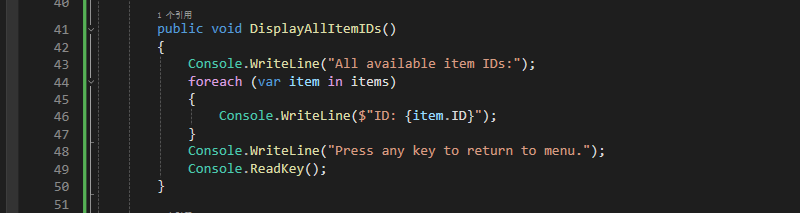 40
1 个引用
41 public void DisplayAllItemIDs()
42 {
43 Console.WriteLine("All available item IDs:");
44 foreach (var item in items)
45 {
46 Console.WriteLine($"ID: {item.ID}");
47 }
48 Console.WriteLine("Press any key to return to menu.");
49 Console.ReadKey();
50 }
51